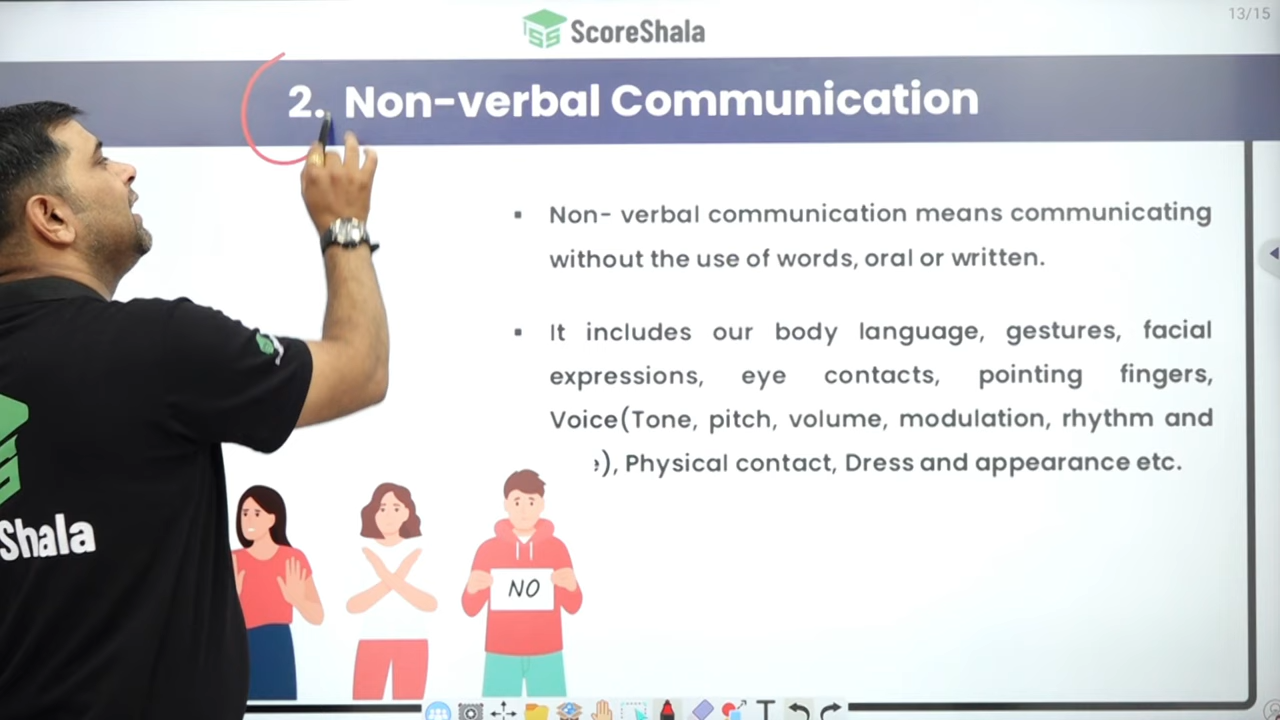 13/15
ScoreShala
2. Non-verbal Communication
Non- verbal communication means communicating
without the use of words, oral or written.
It includes our body language, gestures, facial
expressions, eye contacts, pointing fingers,
Voice(Tone, pitch, volume, modulation, rhythm and
), Physical contact, Dress and appearance etc.
NO
Shala